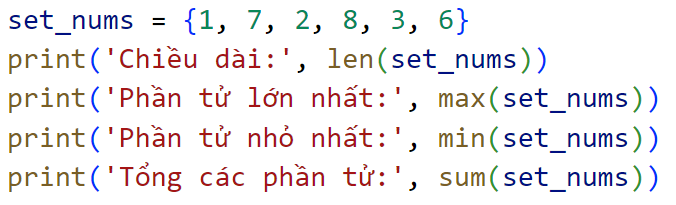 set_nums = {1, 7, 2, 8, 3, 6}
print('Chiều dài:', len(set_nums))
print('Phần tử lớn nhất:', max(set_nums))
print('Phần tử nhỏ nhất:', min(set_nums))
print('Tổng các phần tử:', sum(set_nums))